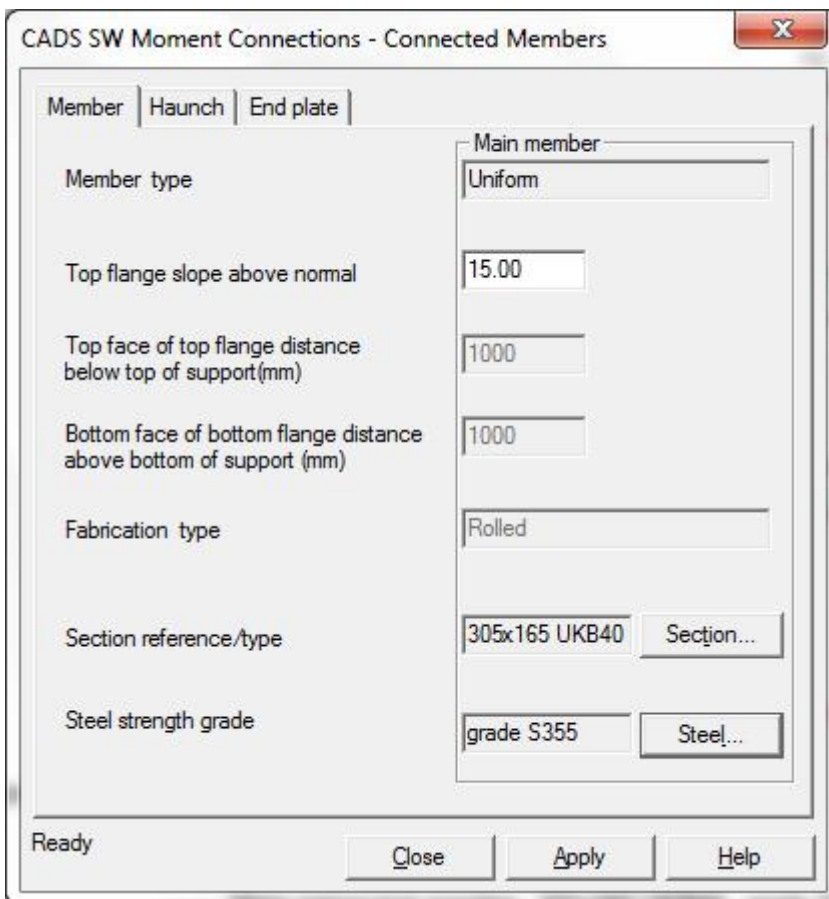 CADS SW Moment Connections - Connected Members
Member
Haunch
End plate
Main member
Member type
Uniform
Top flange slope above normal
15.00
Top face of top flange distance
below top of support(mm)
1000
Bottom face of bottom flange distance
above bottom of support (mm)
1000
Fabrication type
Rolled
Section reference/type
305x165 UKB40
Section...
Steel strength grade
grade S355
Steel...
Ready
Close
Apply
Help